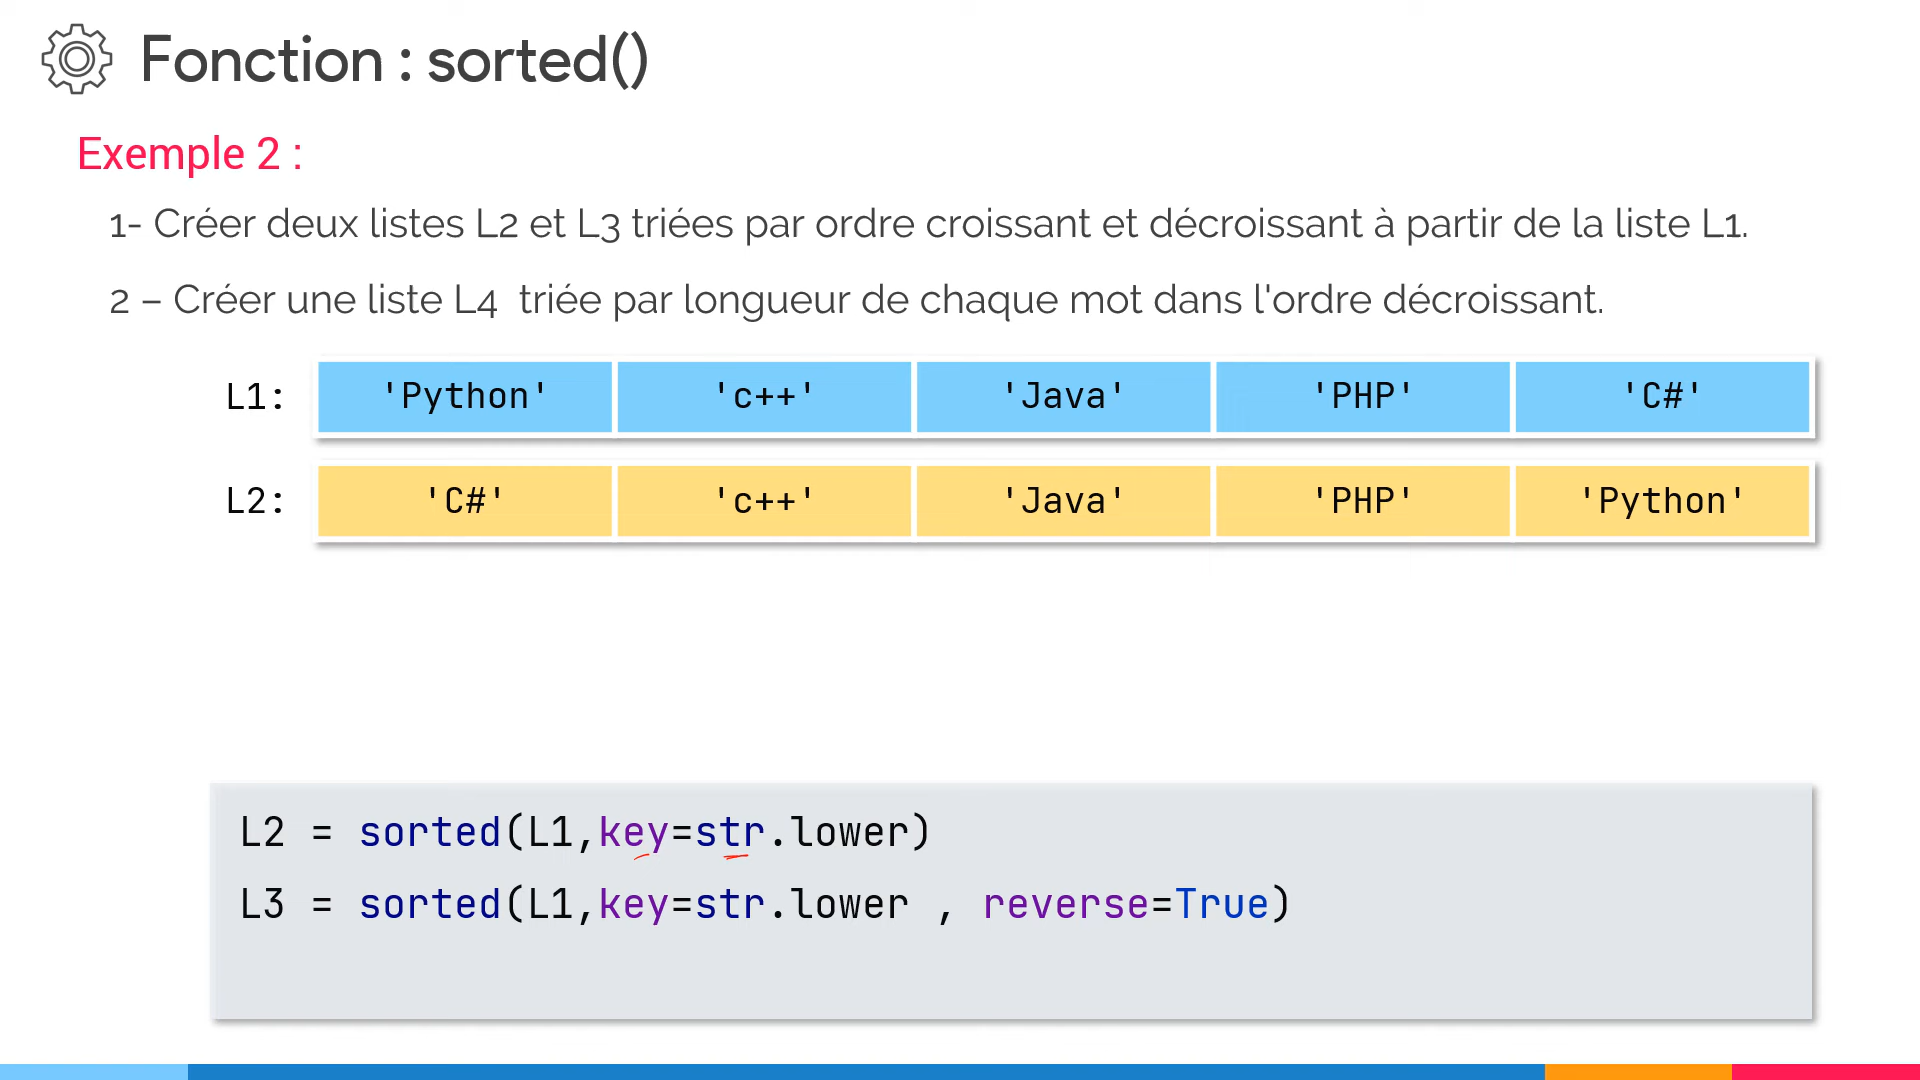 Fonction : sorted()
Exemple 2 :
1- Créer deux listes L2 et L3 triées par ordre croissant et décroissant à partir de la liste L1.
2 – Créer une liste L4 triée par longueur de chaque mot dans l'ordre décroissant.
L1: 'Python' 'c++' 'Java' 'PHP' 'C#'
L2: 'C#' 'c++' 'Java' 'PHP' 'Python'
L2 = sorted(L1,key=str.lower)
L3 = sorted(L1,key=str.lower , reverse=True)